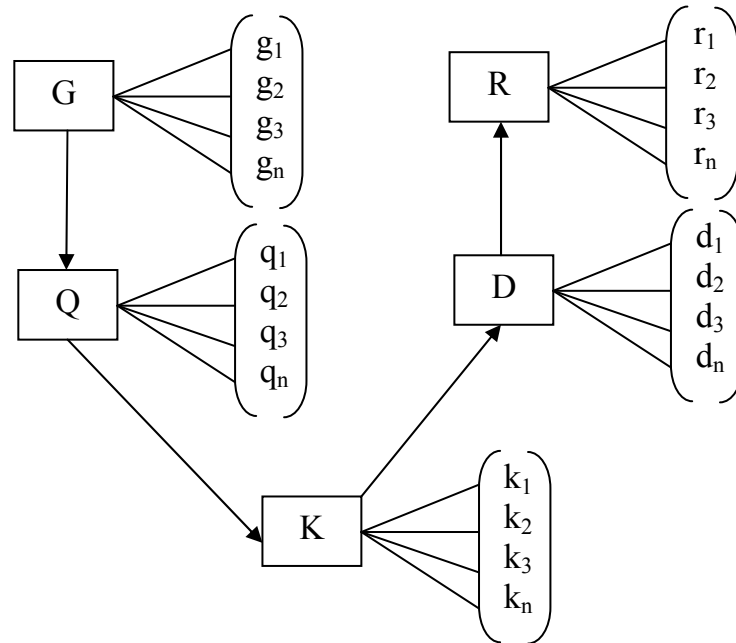 G
g₁
g₂
g₃
gₙ
R
r₁
r₂
r₃
rₙ
Q
q₁
q₂
q₃
qₙ
D
d₁
d₂
d₃
dₙ
K
k₁
k₂
k₃
kₙ